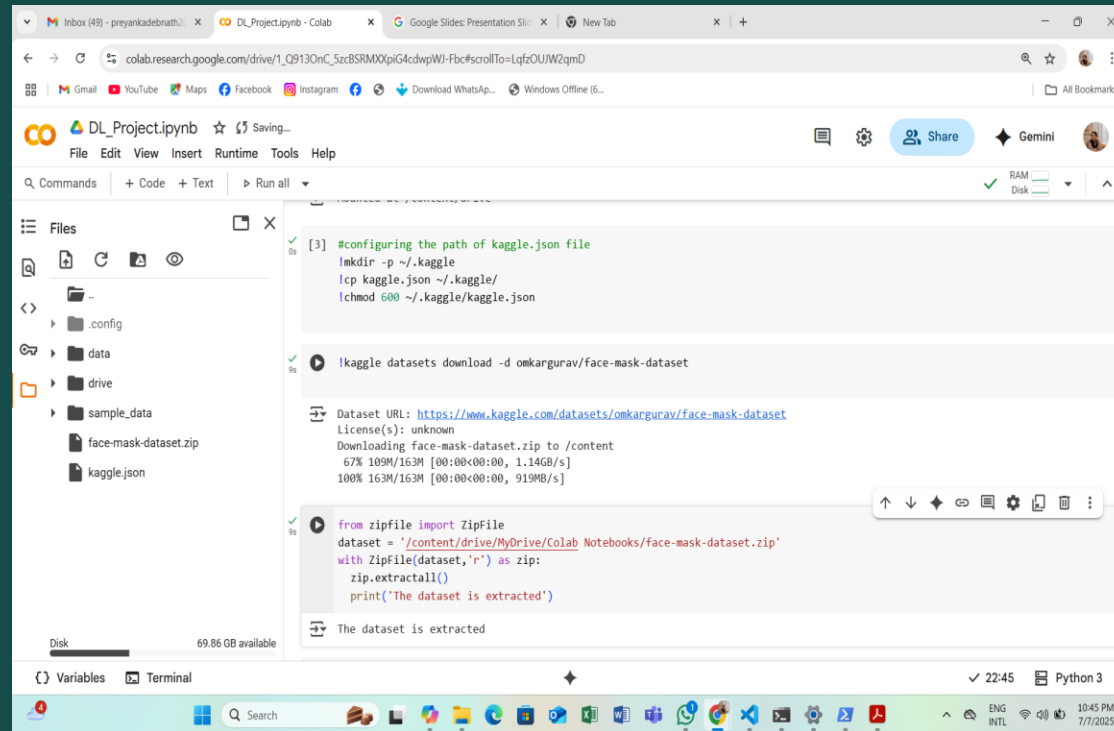 Inbox (49) - preyankadebnath2
DL_Project.ipynb - Colab
Google Slides: Presentation Slid
New Tab
colab.research.google.com/drive/1_Q913OnC_5zcBSRMXXpiG4cdwpWJ-Fbc#scrollTo=LqfzOUJW2qmD
Gmail YouTube Maps Facebook Instagram Download WhatsAp... Windows Offline (6... All Bookmark
DL_Project.ipynb Saving...
File Edit View Insert Runtime Tools Help
Share
Gemini
Commands + Code + Text Run all
RAM
Disk
Files
..
.config
data
drive
sample_data
face-mask-dataset.zip
kaggle.json
Disk 69.86 GB available
Mounted at /content/drive
[3] #configuring the path of kaggle.json file
0s
!mkdir -p ~/.kaggle
!cp kaggle.json ~/.kaggle/
!chmod 600 ~/.kaggle/kaggle.json
!kaggle datasets download -d omkargurav/face-mask-dataset
9s
Dataset URL: https://www.kaggle.com/datasets/omkargurav/face-mask-dataset
License(s): unknown
Downloading face-mask-dataset.zip to /content
67% 109M/163M [00:00<00:00, 1.14GB/s]
100% 163M/163M [00:00<00:00, 919MB/s]
from zipfile import ZipFile
9s
dataset = '/content/drive/MyDrive/Colab Notebooks/face-mask-dataset.zip'
with ZipFile(dataset,'r') as zip:
zip.extractall()
print('The dataset is extracted')
The dataset is extracted
{} Variables Terminal
22:45 Python 3
4
Search
1
ENG
INTL
10:45 PM
7/7/2025